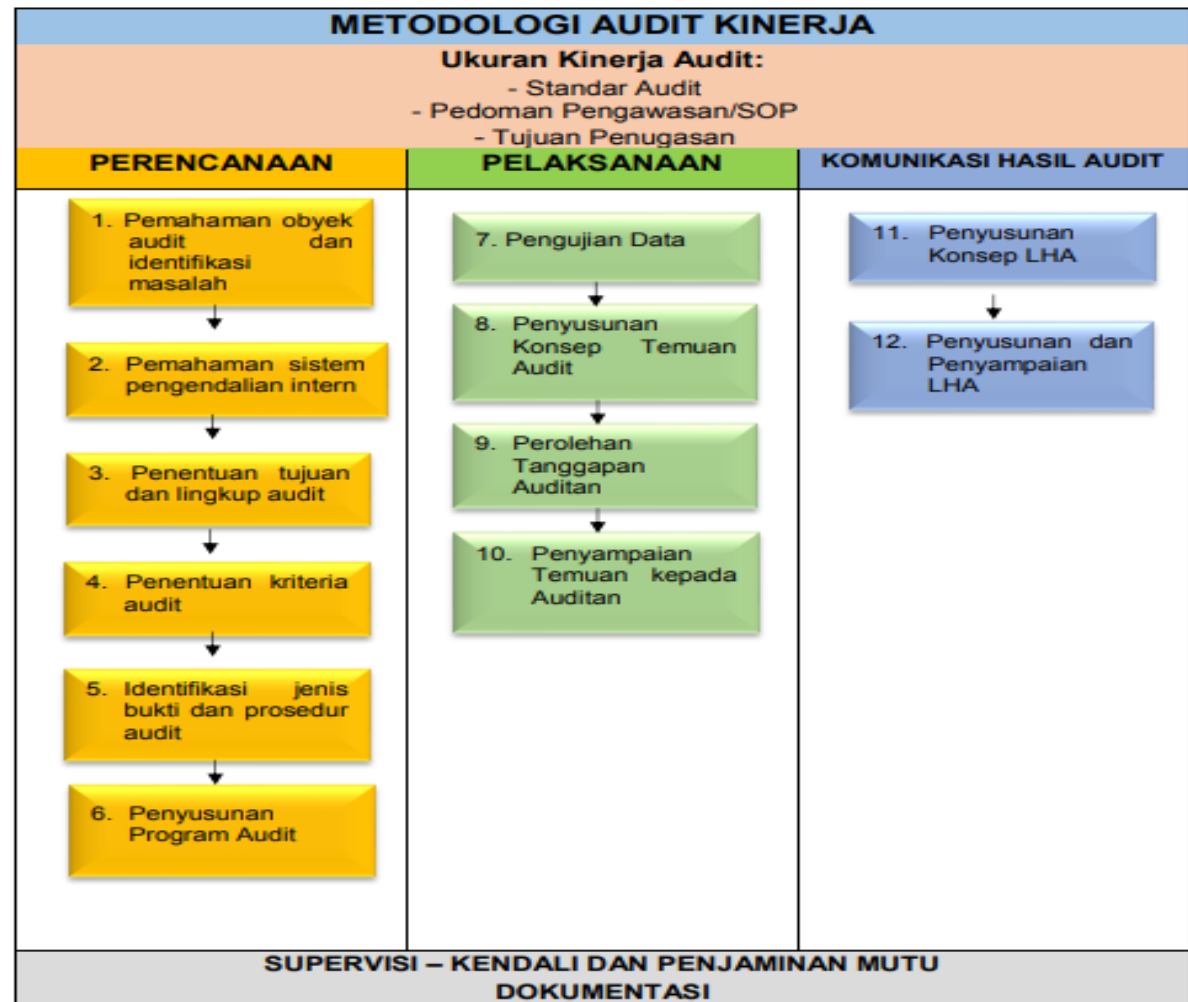 METODOLOGI AUDIT KINERJA
Ukuran Kinerja Audit:
- Standar Audit
- Pedoman Pengawasan/SOP
- Tujuan Penugasan
PERENCANAAN
1. Pemahaman obyek
audit dan
identifikasi
masalah
2. Pemahaman sistem
pengendalian intern
3. Penentuan tujuan
dan lingkup audit
4. Penentuan kriteria
audit
5. Identifikasi jenis
bukti dan prosedur
audit
6. Penyusunan
Program Audit
PELAKSANAAN
7. Pengujian Data
8. Penyusunan
Konsep Temuan
Audit
9. Perolehan
Tanggapan
Auditan
10. Penyampaian
Temuan kepada
Auditan
KOMUNIKASI HASIL AUDIT
11. Penyusunan
Konsep LHA
12. Penyusunan dan
Penyampaian
LHA
SUPERVISI – KENDALI DAN PENJAMINAN MUTU
DOKUMENTASI